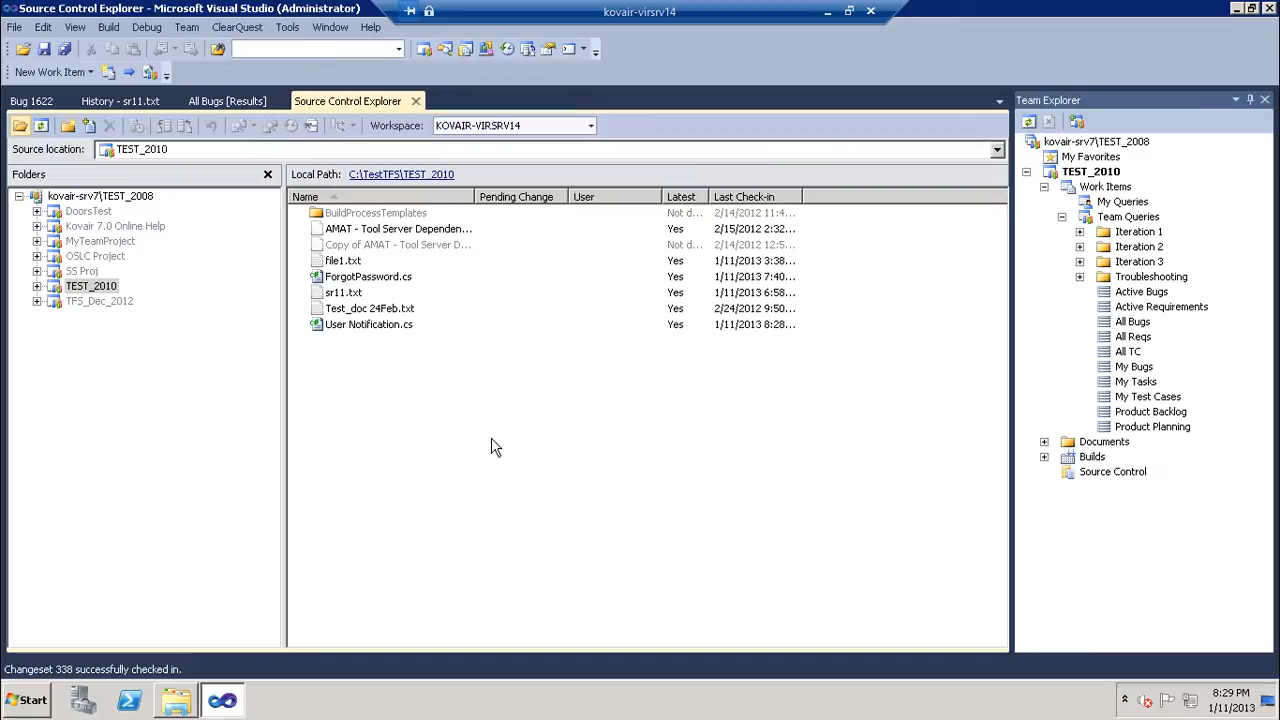 Source Control Explorer - Microsoft Visual Studio (Administrator)
kovair-virsrv14
File Edit View Build Debug Team ClearQuest Tools Window Help
New Work Item
Bug 1622 History - sr11.txt All Bugs [Results] Source Control Explorer
Workspace: KOVAIR-VIRSRV14
Source location: TEST_2010
Folders
kovair-srv7\TEST_2008
DoorsTest
Kovair 7.0 Online Help
MyTeamProject
OSLC Project
SS Proj
TEST_2010
TFS_Dec_2012
Local Path: C:\TestTFS\TEST_2010
Name Pending Change User Latest Last Check-in
BuildProcessTemplates Not d... 2/14/2012 11:4...
AMAT - Tool Server Dependen... Yes 2/15/2012 2:32...
Copy of AMAT - Tool Server D... Not d... 2/14/2012 12:5...
file1.txt Yes 1/11/2013 3:38...
ForgotPassword.cs Yes 1/11/2013 7:40...
sr11.txt Yes 1/11/2013 6:58...
Test_doc 24Feb.txt Yes 2/24/2012 9:50...
User Notification.cs Yes 1/11/2013 8:28...
Team Explorer
kovair-srv7\TEST_2008
My Favorites
TEST_2010
Work Items
My Queries
Team Queries
Iteration 1
Iteration 2
Iteration 3
Troubleshooting
Active Bugs
Active Requirements
All Bugs
All Reqs
All TC
My Bugs
My Tasks
My Test Cases
Product Backlog
Product Planning
Documents
Builds
Source Control
Changeset 338 successfully checked in.
Start
8:29 PM
1/11/2013